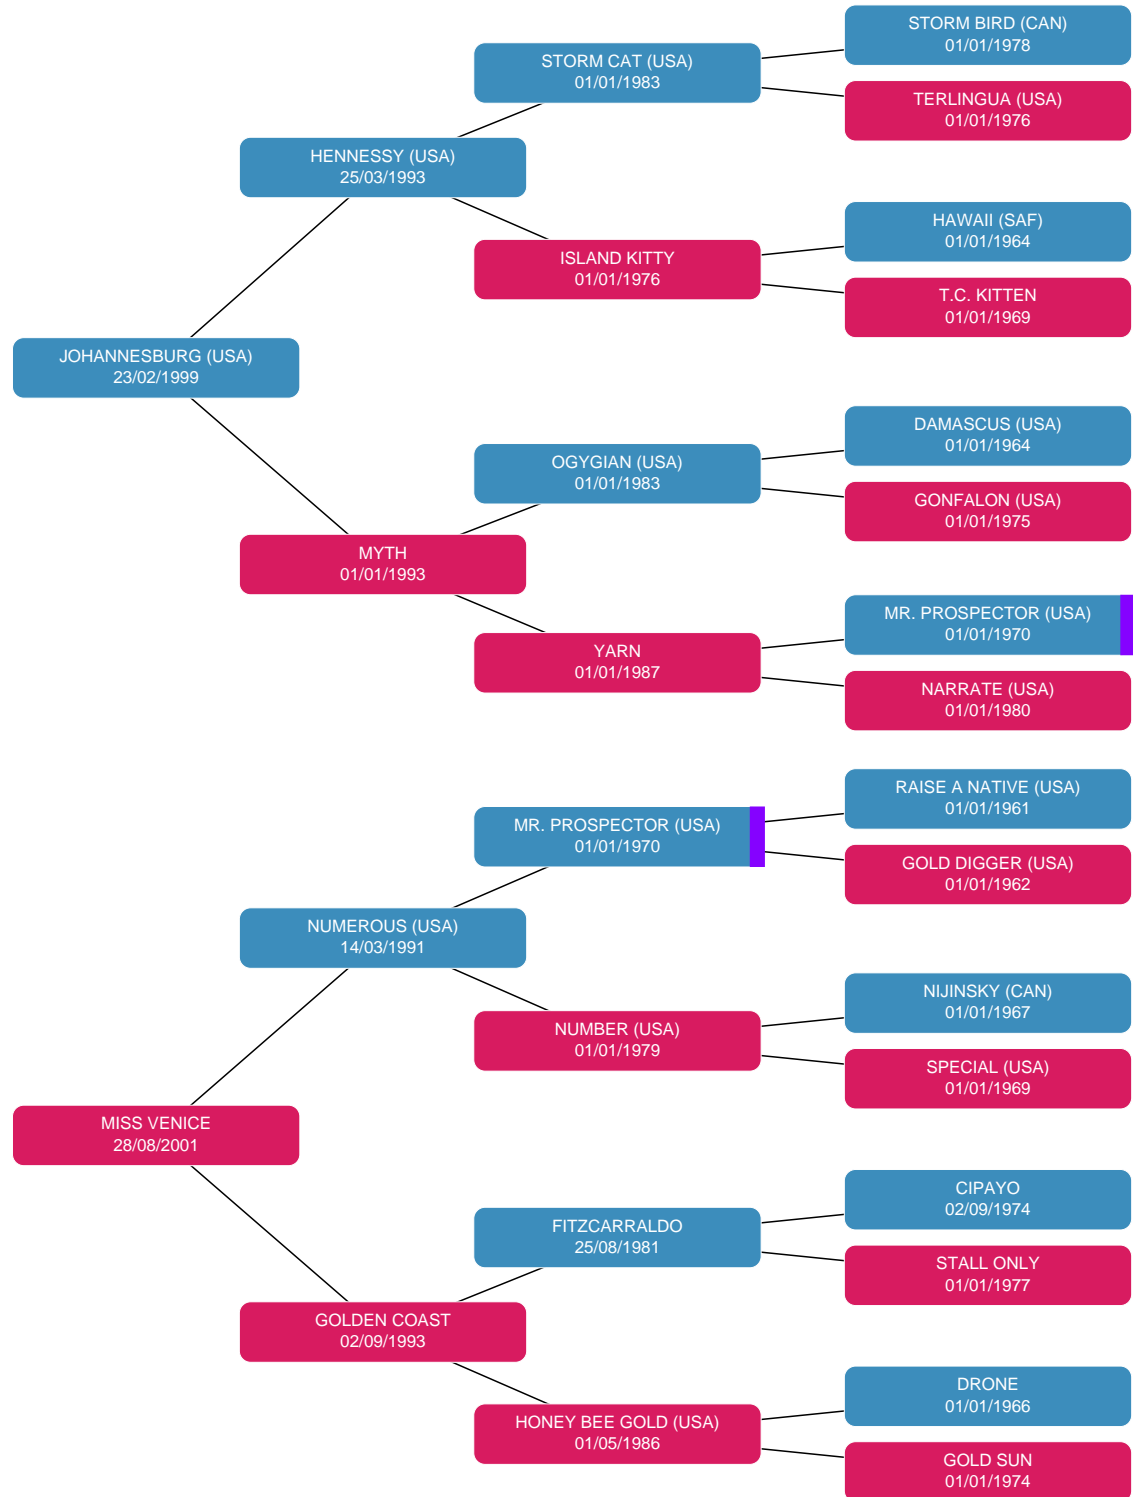 STORM BIRD (CAN)
01/01/1978
STORM CAT (USA)
01/01/1983
TERLINGUA (USA)
01/01/1976
HENNESSY (USA)
25/03/1993
HAWAII (SAF)
01/01/1964
ISLAND KITTY
01/01/1976
T.C. KITTEN
01/01/1969
JOHANNESBURG (USA)
23/02/1999
DAMASCUS (USA)
01/01/1964
OGYGIAN (USA)
01/01/1983
GONFALON (USA)
01/01/1975
MYTH
01/01/1993
MR. PROSPECTOR (USA)
01/01/1970
YARN
01/01/1987
NARRATE (USA)
01/01/1980
RAISE A NATIVE (USA)
01/01/1961
MR. PROSPECTOR (USA)
01/01/1970
GOLD DIGGER (USA)
01/01/1962
NUMEROUS (USA)
14/03/1991
NIJINSKY (CAN)
01/01/1967
NUMBER (USA)
01/01/1979
SPECIAL (USA)
01/01/1969
MISS VENICE
28/08/2001
CIPAYO
02/09/1974
FITZCARRALDO
25/08/1981
STALL ONLY
01/01/1977
GOLDEN COAST
02/09/1993
DRONE
01/01/1966
HONEY BEE GOLD (USA)
01/05/1986
GOLD SUN
01/01/1974